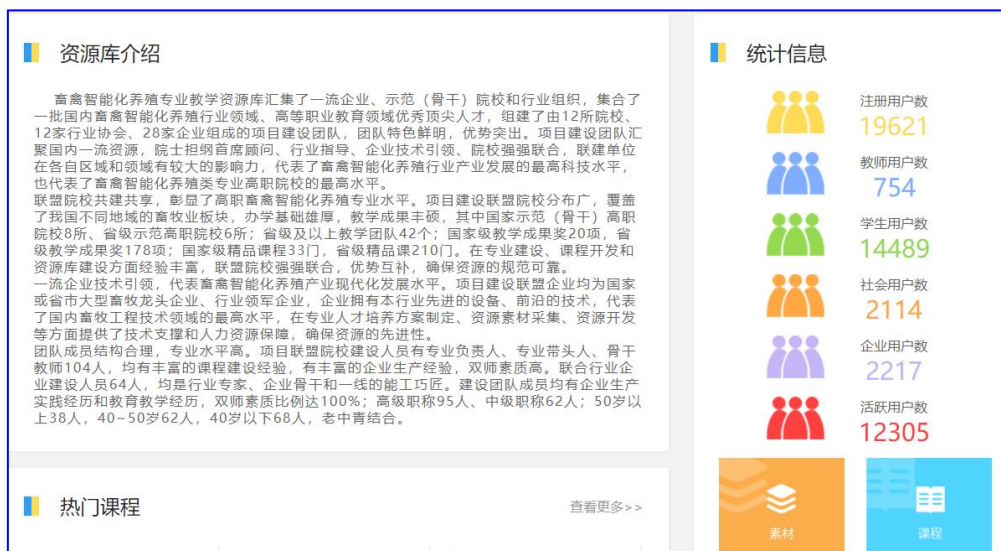 资源库介绍
畜禽智能化养殖专业教学资源库汇集了一流企业、示范（骨干）院校和行业组织，集合了
一批国内畜禽智能化养殖行业领域、高等职业教育领域优秀顶尖人才，组建了由12所院校、
12家行业协会、28家企业组成的项目建设团队，团队特色鲜明，优势突出。项目建设团队汇
聚国内一流资源，院士担纲首席顾问、行业指导、企业技术引领、院校强强联合，联建单位
在各自区域和领域有较大的影响力，代表了畜禽智能化养殖行业产业发展的最高科技水平，
也代表了畜禽智能化养殖类专业高职院校的最高水平。
联盟院校共建共享，彰显了高职畜禽智能化养殖专业水平。项目建设联盟院校分布广，覆盖
了我国不同地域的畜牧业板块，办学基础雄厚，教学成果丰硕，其中国家示范（骨干）高职
院校8所、省级示范高职院校6所；省级及以上教学团队42个；国家级教学成果奖20项，省
级教学成果奖178项；国家级精品课程33门，省级精品课210门。在专业建设、课程开发和
资源库建设方面经验丰富，联盟院校强强联合，优势互补，确保资源的规范可靠。
一流企业技术引领，代表畜禽智能化养殖产业现代化发展水平。项目建设联盟企业均为国家
或省市大型畜牧龙头企业、行业领军企业，企业拥有本行业先进的设备、前沿的技术，代表
了国内畜牧工程技术领域的最高水平，在专业人才培养方案制定、资源素材采集、资源开发
等方面提供了技术支撑和人力资源保障，确保资源的先进性。
团队成员结构合理，专业水平高。项目联盟院校建设人员有专业负责人、专业带头人、骨干
教师104人，均有丰富的课程建设经验，有丰富的企业生产经验，双师素质高。联合行业企
业建设人员64人，均是行业专家、企业骨干和一线的能工巧匠。建设团队成员均有企业生产
实践经历和教育教学经历，双师素质比例达100%；高级职称95人、中级职称62人；50岁以
上38人，40~50岁62人，40岁以下68人，老中青结合。
热门课程
查看更多>>
统计信息
注册用户数
19621
教师用户数
754
学生用户数
14489
社会用户数
2114
企业用户数
2217
活跃用户数
12305
素材
课程